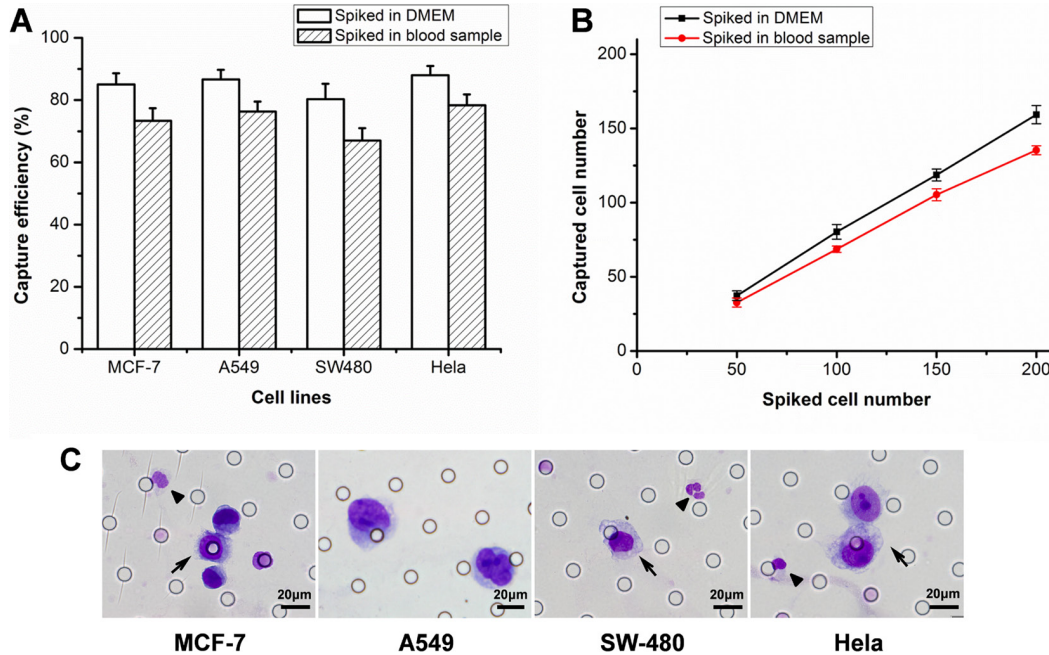 A
Spiked in DMEM
Spiked in blood sample
100
80
60
40
20
0
Capture efficiency (%)
MCF-7 A549 SW480 Hela
Cell lines
B
Spiked in DMEM
Spiked in blood sample
200
150
100
50
0
Captured cell number
0 50 100 150 200
Spiked cell number
C
20μm 20μm 20μm 20μm
MCF-7 A549 SW-480 Hela